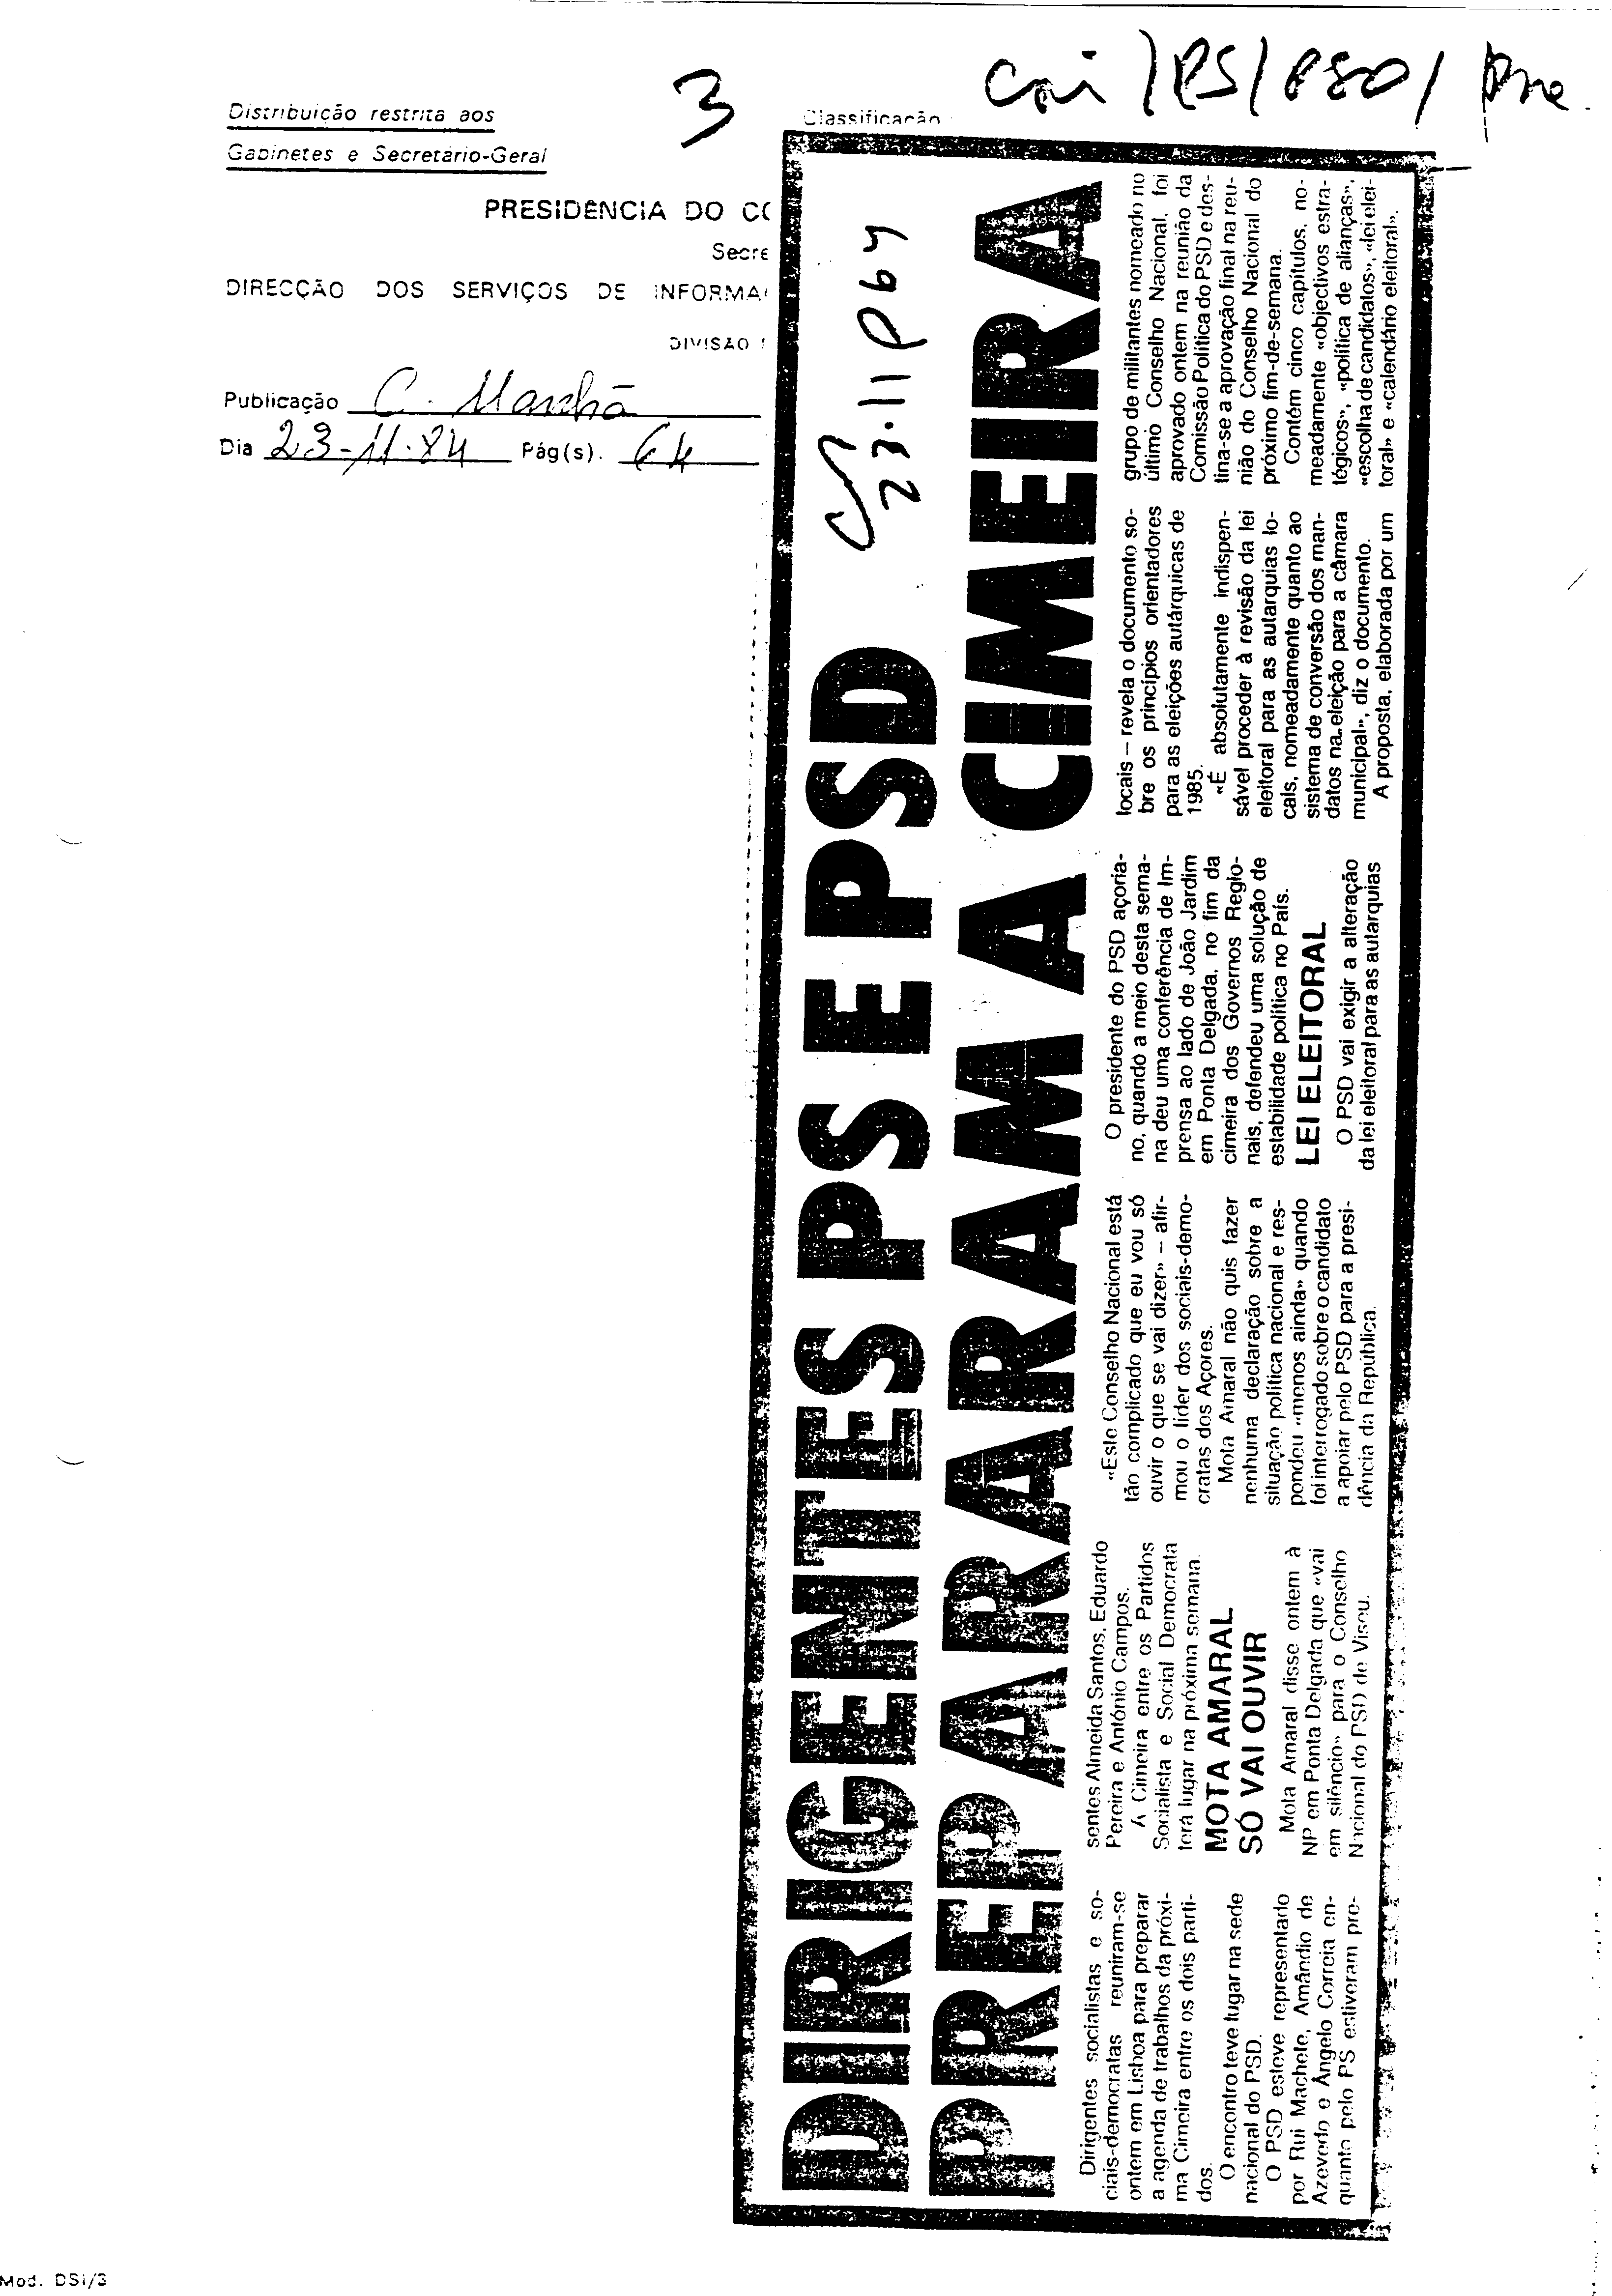 Distribuição restrita aos
Gabinetes e Secretário-Geral
3
Classificação
PRESIDÊNCIA DO CO
Secre
DIRECÇÃO DOS SERVIÇOS DE INFORMA
DIVISÃO
Publicação C. Manhã
Dia 23-11-84 Pág(s). 64
23.11 P64
DIRIGENTES PS E PSD
PREPARARAM A CIMEIRA
Dirigentes socialistas e so-
ciais-democratas reuniram-se
ontem em Lisboa para preparar
a agenda de trabalhos da próxi-
ma Cimeira entre os dois parti-
dos.
O encontro teve lugar na sede
nacional do PSD.
O PSD esteve representado
por Rui Machete, Amândio de
Azevedo e Ângelo Correia en-
quanto pelo PS estiveram pre-
sentes Almeida Santos, Eduardo
Pereira e António Campos.
A Cimeira entre os Partidos
Socialista e Social Democrata
terá lugar na próxima semana.
MOTA AMARAL
SÓ VAI OUVIR
Mota Amaral disse ontem à
NP em Ponta Delgada que «vai
em silêncio» para o Conselho
Nacional do PSD de Viseu.
«Este Conselho Nacional está
tão complicado que eu vou só
ouvir o que se vai dizer» – afir-
mou o líder dos sociais-demo-
cratas dos Açores.
Mota Amaral não quis fazer
nenhuma declaração sobre a
situação política nacional e res-
pondeu «menos ainda» quando
foi interrogado sobre o candidato
a apoiar pelo PSD para a presi-
dência da República.
O presidente do PSD açoria-
no, quando a meio desta sema-
na deu uma conferência de Im-
prensa ao lado de João Jardim
em Ponta Delgada, no fim da
cimeira dos Governos Regio-
nais, defendeu uma solução de
estabilidade política no País.
LEI ELEITORAL
O PSD vai exigir a alteração
da lei eleitoral para as autarquias
locais – revela o documento so-
bre os princípios orientadores
para as eleições autárquicas de
1985.
«É absolutamente indispen-
sável proceder à revisão da lei
eleitoral para as autarquias lo-
cais, nomeadamente quanto ao
sistema de conversão dos man-
datos na eleição para a câmara
municipal», diz o documento.
A proposta, elaborada por um
grupo de militantes nomeado no
último Conselho Nacional, foi
aprovado ontem na reunião da
Comissão Política do PSD e des-
tina-se a aprovação final na reu-
nião do Conselho Nacional do
próximo fim-de-semana.
Contém cinco capítulos, no-
meadamente «objectivos estra-
tégicos», «política de alianças»,
«escolha de candidatos», «lei elei-
toral» e «calendário eleitoral».
Mod. DSI/3